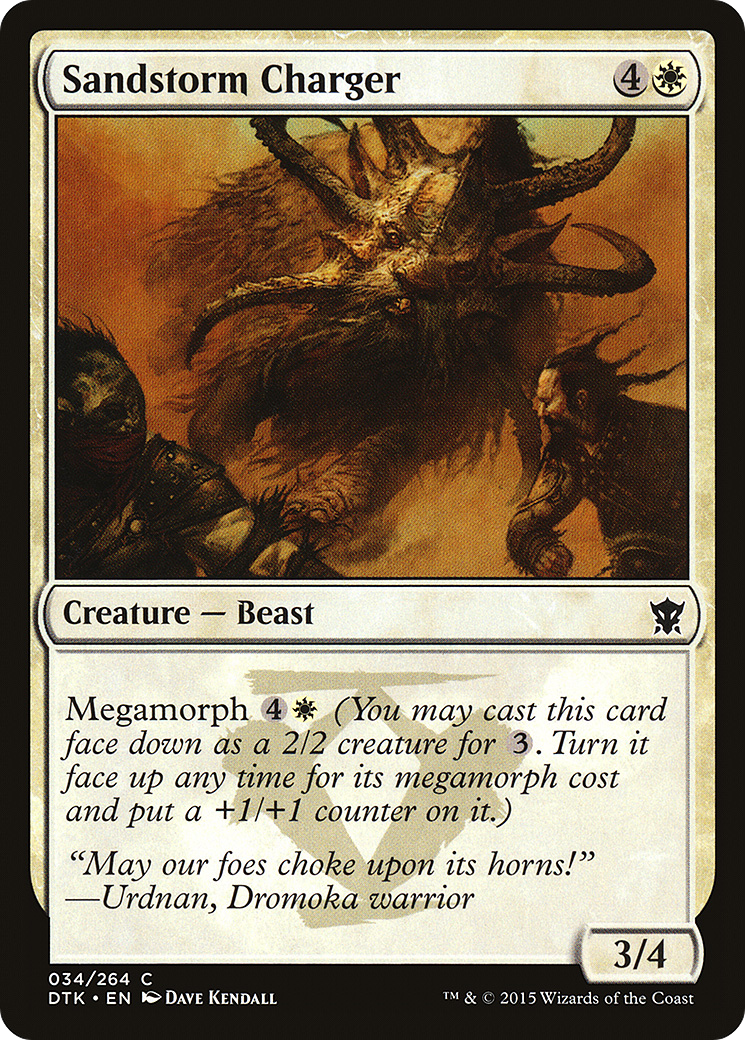 Sandstorm Charger 4
Creature — Beast
Megamorph 4 (You may cast this card
face down as a 2/2 creature for 3. Turn it
face up any time for its megamorph cost
and put a +1/+1 counter on it.)
“May our foes choke upon its horns!”
—Urdnan, Dromoka warrior
3/4
034/264 C
DTK • EN Dave Kendall
™ & © 2015 Wizards of the Coast